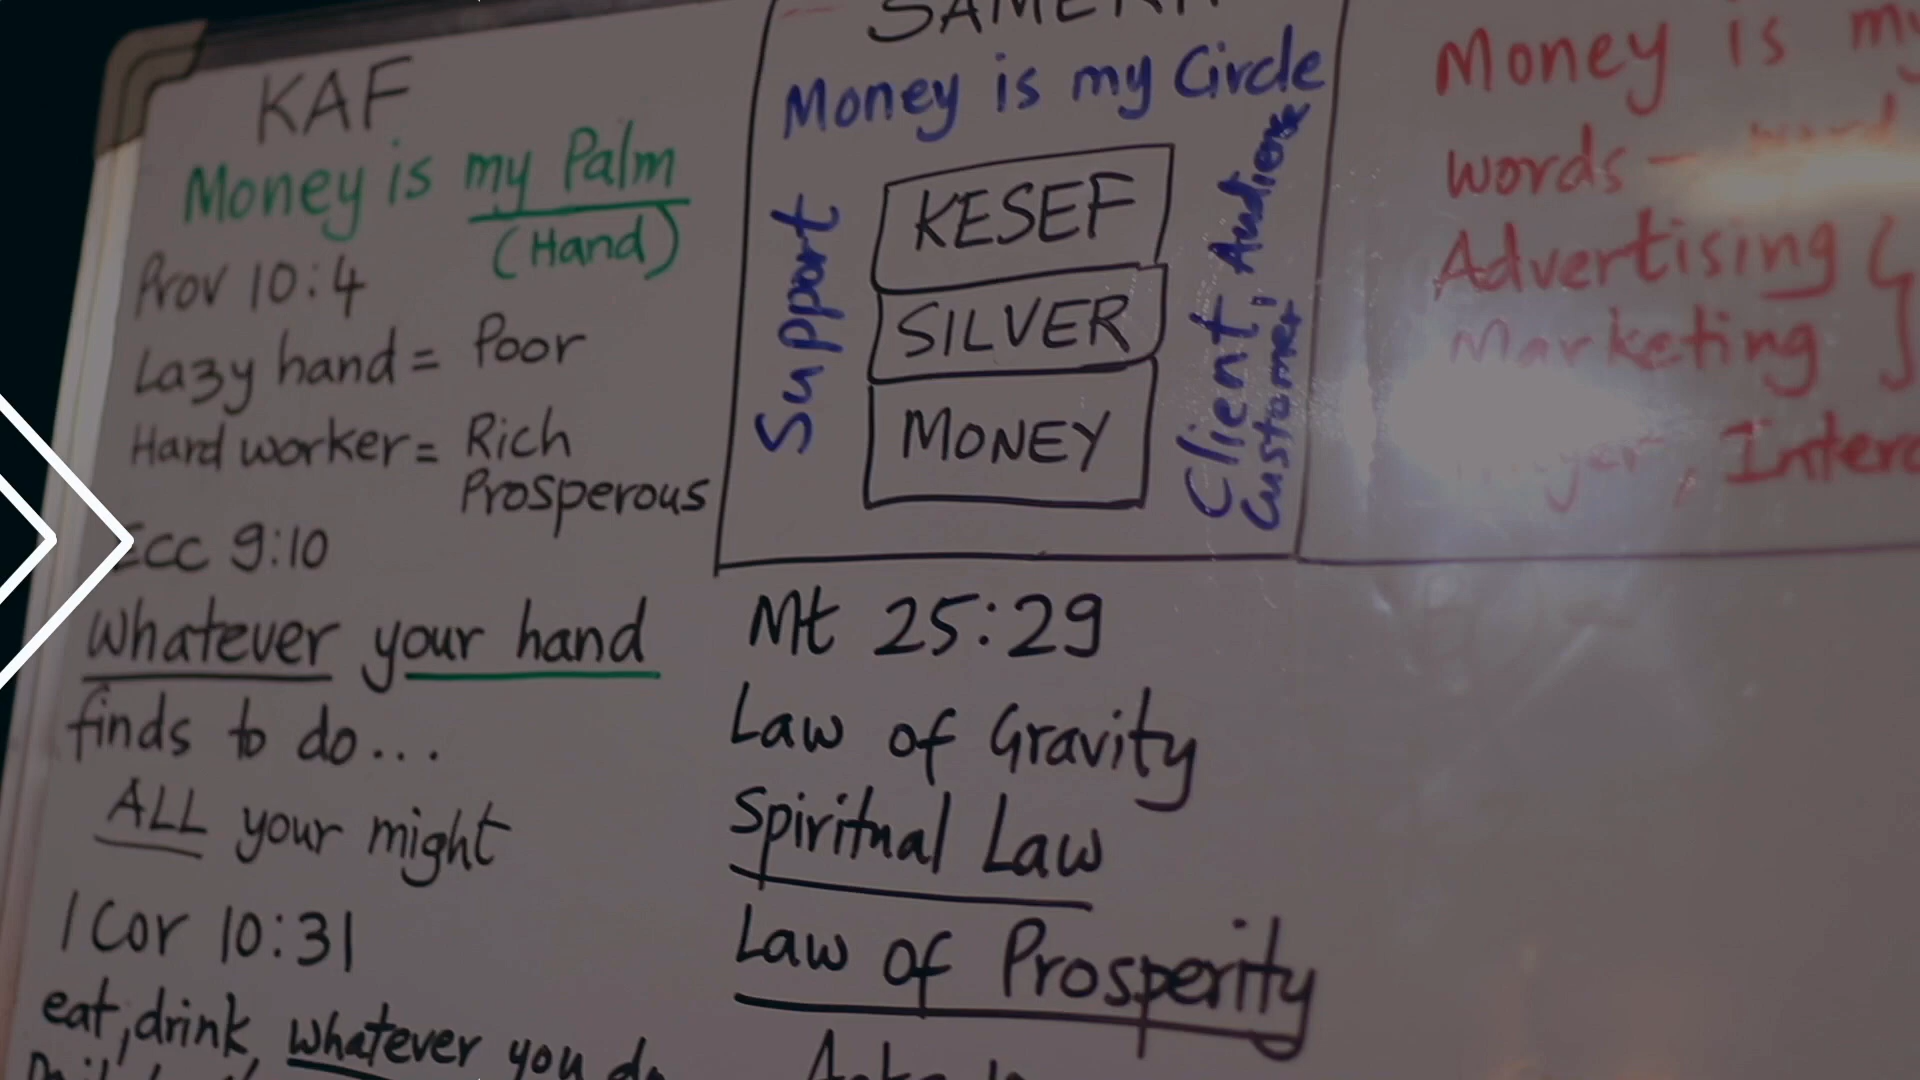 KAF
Money is my Palm
(Hand)
Prov 10:4
Lazy hand = Poor
Hard worker = Rich
Prosperous
Ecc 9:10
Whatever your hand
finds to do...
ALL your might
1 Cor 10:31
eat, drink, whatever you do
Money is my Circle
Support
KESEF
SILVER
MONEY
Client, Audience
Customer
Mt 25:29
Law of Gravity
Spiritual Law
Law of Prosperity
Money is my
words –
Advertising
Marketing